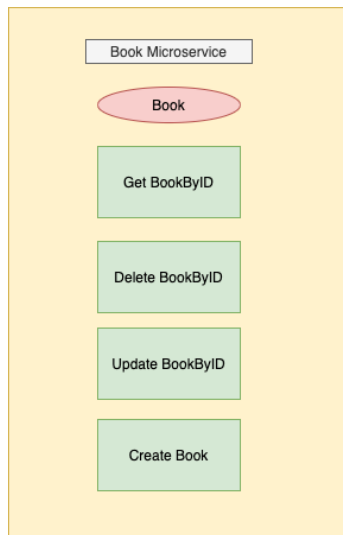 Book Microservice
Book
Get BookByID
Delete BookByID
Update BookByID
Create Book